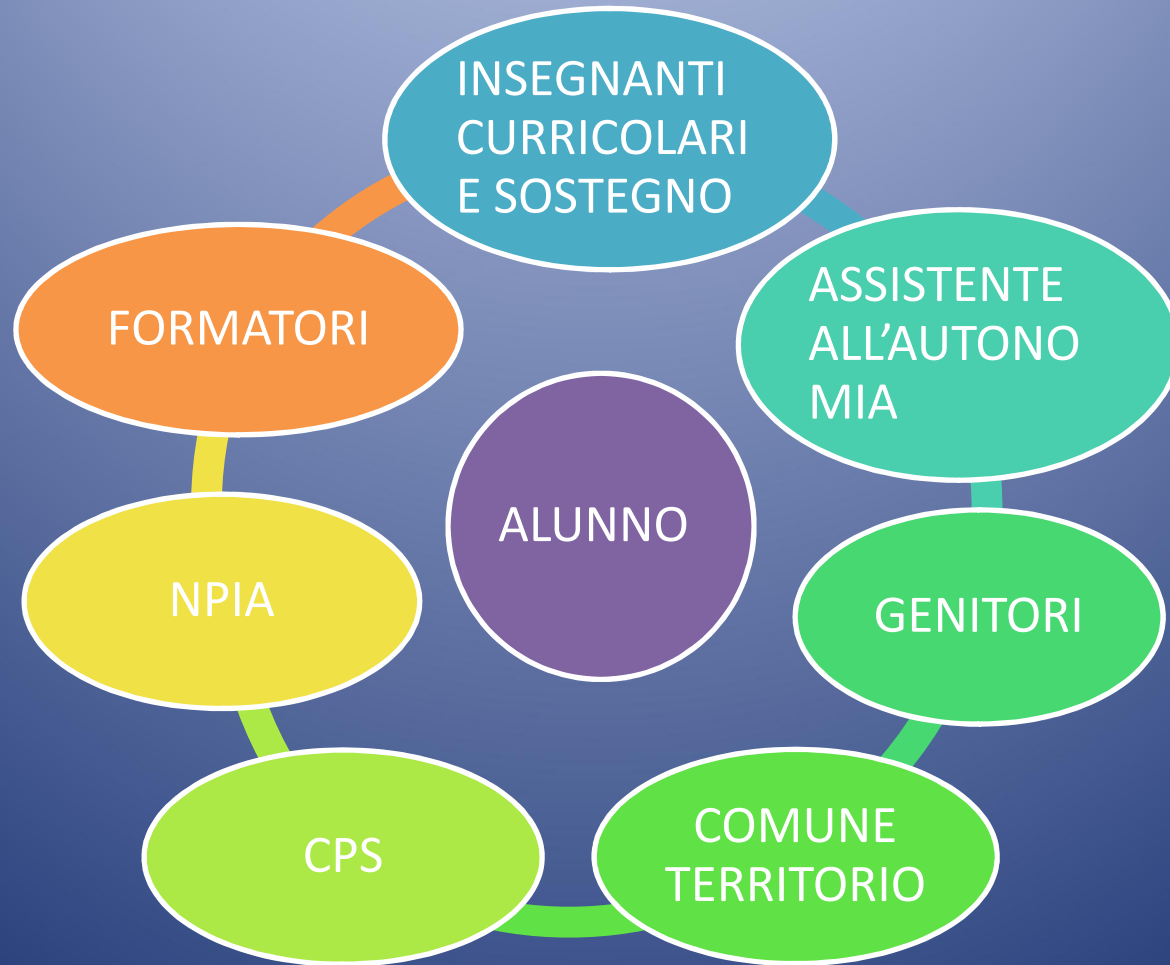 INSEGNANTI
CURRICOLARI
E SOSTEGNO
ASSISTENTE
ALL’AUTONO
MIA
GENITORI
COMUNE
TERRITORIO
CPS
NPIA
FORMATORI
ALUNNO